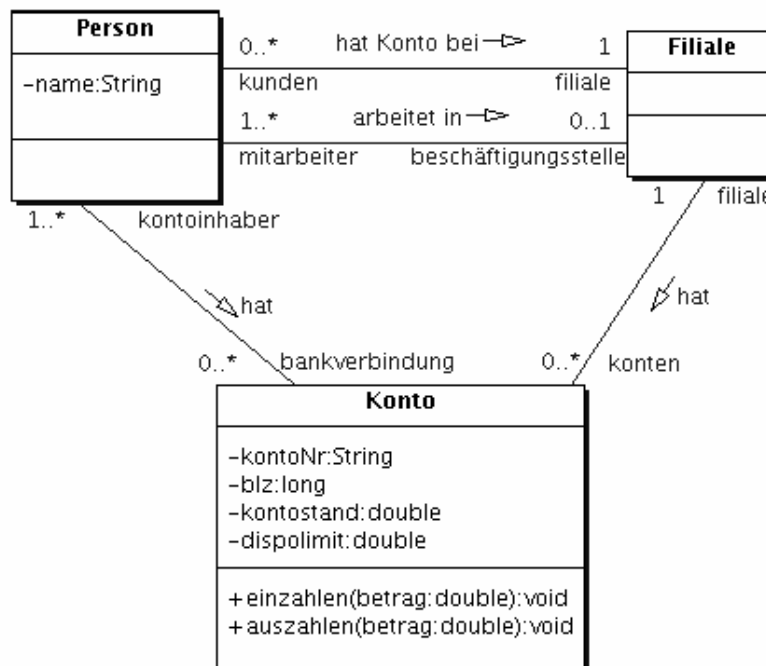 Person
-name:String
0..* hat Konto bei 1
kunden filiale
1..* arbeitet in 0..1
mitarbeiter beschäftigungsstelle
Filiale
1..* kontoinhaber
1 filiale
hat
hat
0..* bankverbindung
0..* konten
Konto
-kontoNr:String
-blz:long
-kontostand:double
-dispolimit:double
+einzahlen(betrag:double):void
+auszahlen(betrag:double):void